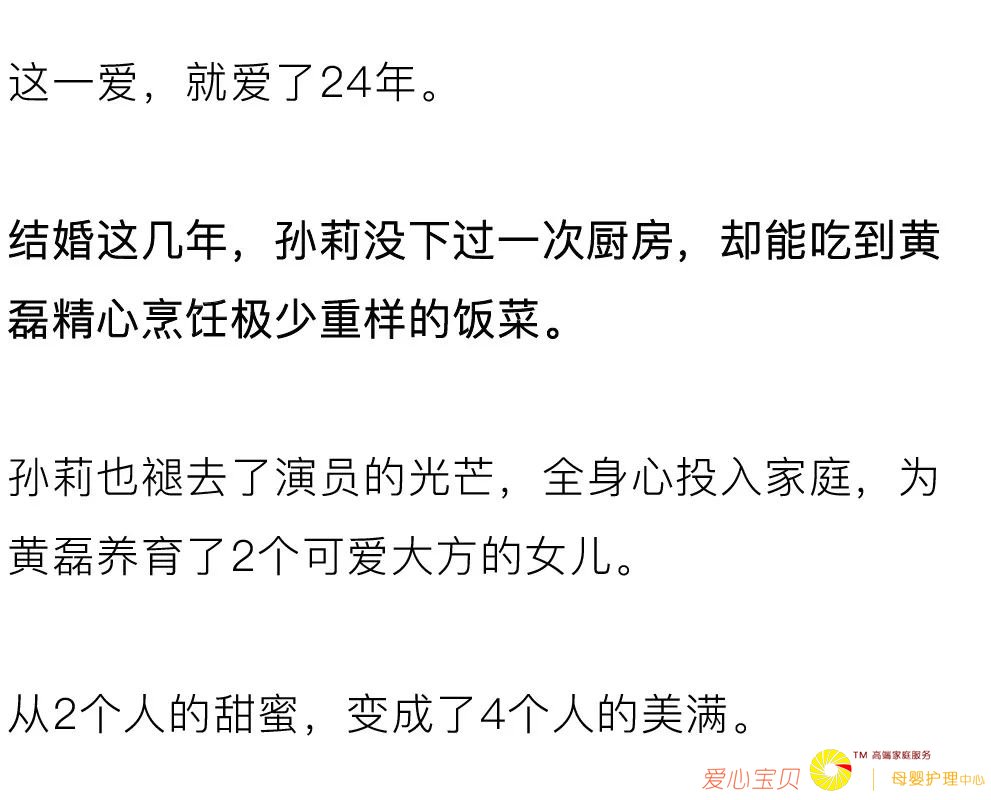 这一爱，就爱了24年。
结婚这几年，孙莉没下过一次厨房，却能吃到黄
磊精心烹饪极少重样的饭菜。
孙莉也褪去了演员的光芒，全身心投入家庭，为
黄磊养育了2个可爱大方的女儿。
从2个人的甜蜜，变成了4个人的美满。
爱心宝贝 TM 高端家庭服务 母婴护理中心